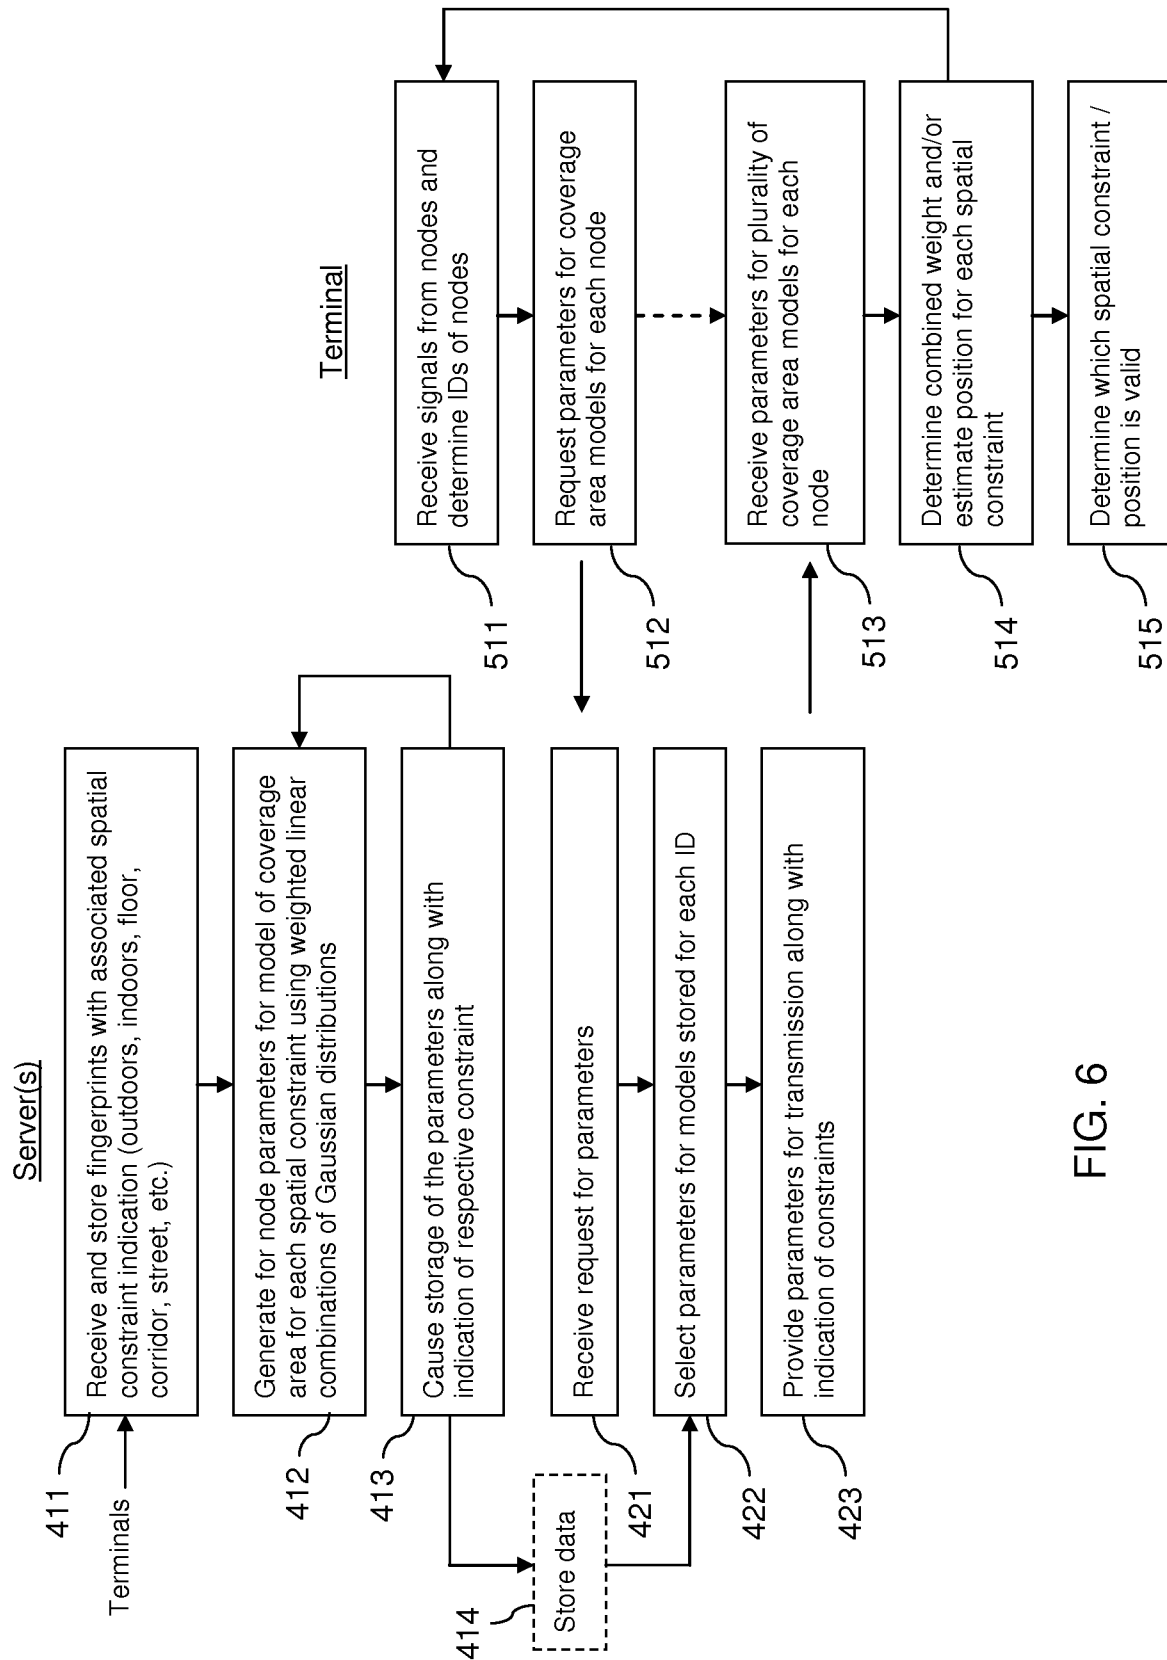 Server(s)
411
Receive and store fingerprints with associated spatial
constraint indication (outdoors, indoors, floor,
corridor, street, etc.)
Terminals
412
Generate for node parameters for model of coverage
area for each spatial constraint using weighted linear
combinations of Gaussian distributions
413
Cause storage of the parameters along with
indication of respective constraint
414
Store data
421
Receive request for parameters
422
Select parameters for models stored for each ID
423
Provide parameters for transmission along with
indication of constraints
Terminal
511
Receive signals from nodes and
determine IDs of nodes
512
Request parameters for coverage
area models for each node
513
Receive parameters for plurality of
coverage area models for each
node
514
Determine combined weight and/or
estimate position for each spatial
constraint
515
Determine which spatial constraint /
position is valid
FIG. 6